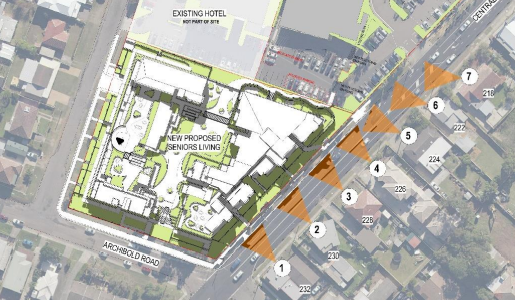 EXISTING HOTEL
NOT PART OF SITE
CENTRAL
7
218
6
222
NEW PROPOSED
SENIORS LIVING
5
224
4
226
3
228
2
230
ARCHIBOLD ROAD
1
232